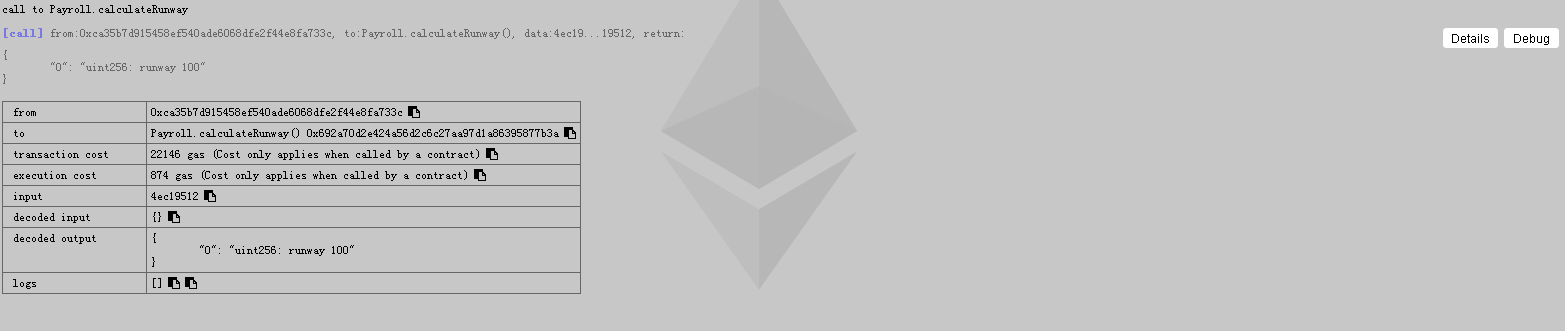 call to Payroll.calculateRunway
[call] from:0xca35b7d915458ef540ade6068dfe2f44e8fa733c, to:Payroll.calculateRunway(), data:4ec19...19512, return:
Details Debug
{
"0": "uint256: runway 100"
}
from 0xca35b7d915458ef540ade6068dfe2f44e8fa733c
to Payroll.calculateRunway() 0x692a70d2e424a56d2c6c27aa97d1a86395877b3a
transaction cost 22146 gas (Cost only applies when called by a contract)
execution cost 874 gas (Cost only applies when called by a contract)
input 4ec19512
decoded input {}
decoded output {
"0": "uint256: runway 100"
}
logs []